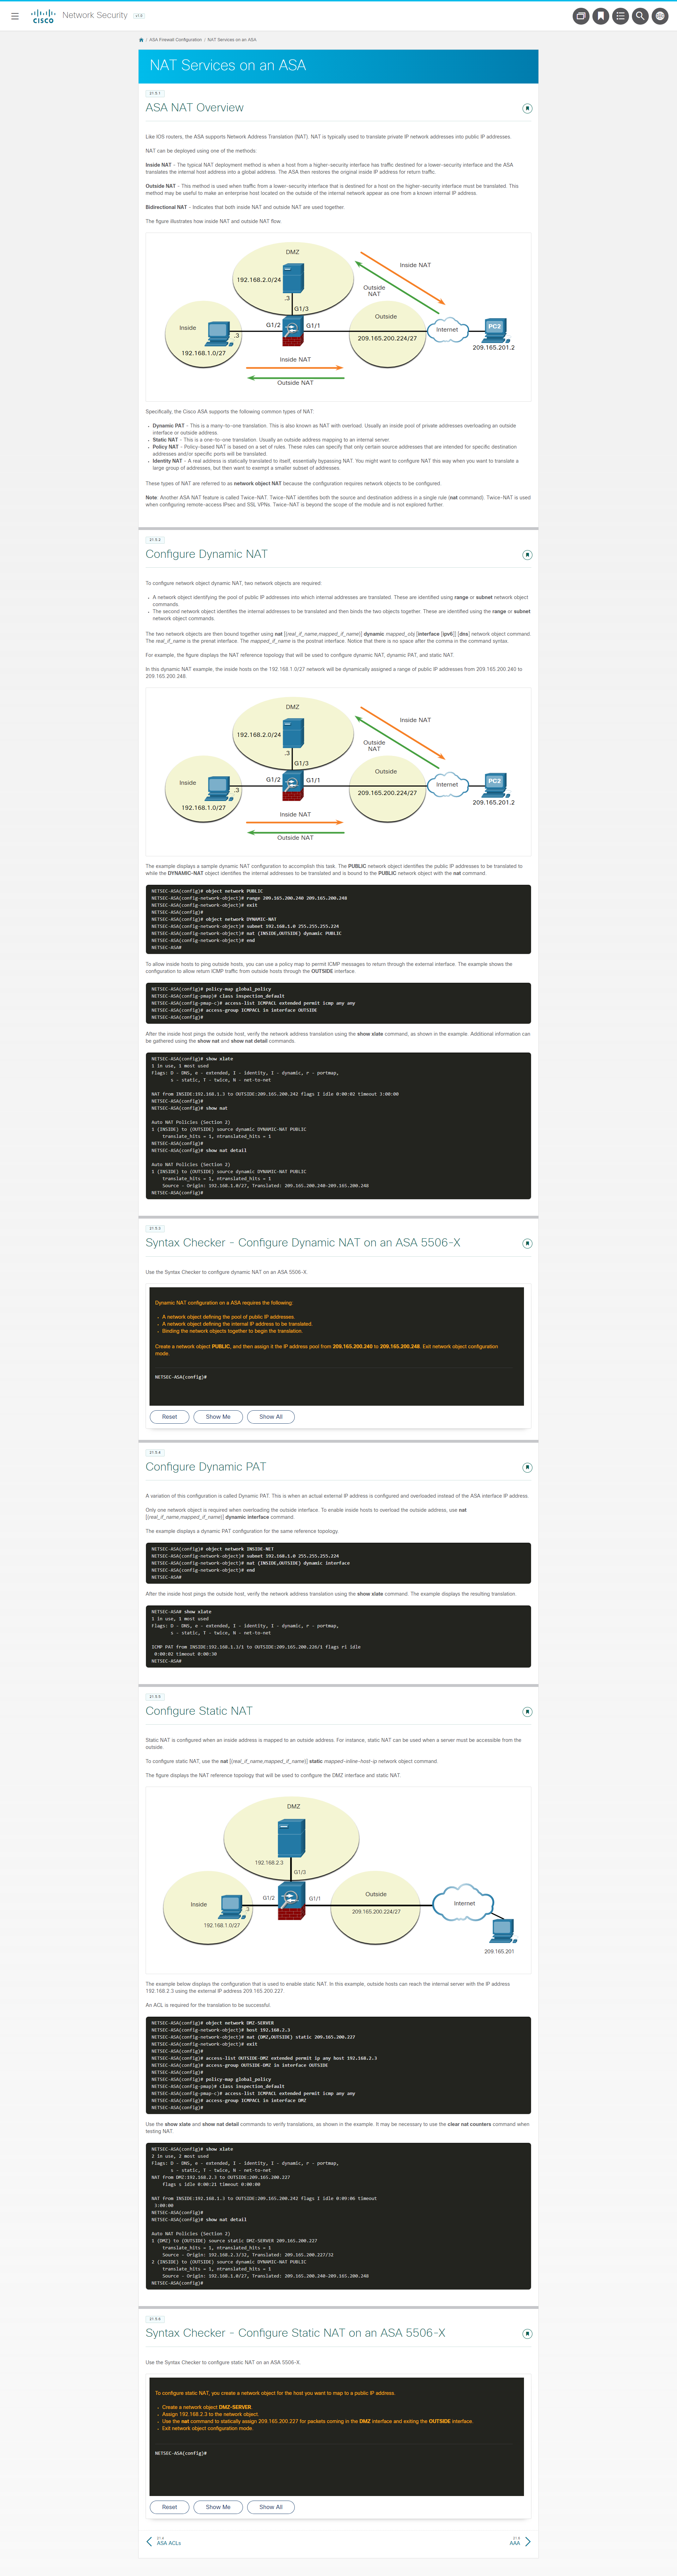 CISCO
Network Security
v1.0
ASA Firewall Configuration / NAT Services on an ASA
NAT Services on an ASA
21.5.1
ASA NAT Overview
Like IOS routers, the ASA supports Network Address Translation (NAT). NAT is typically used to translate private IP network addresses into public IP addresses.
NAT can be deployed using one of the methods:
Inside NAT - The typical NAT deployment method is when a host from a higher-security interface has traffic destined for a lower-security interface and the ASA
translates the internal host address into a global address. The ASA then restores the original inside IP address for return traffic.
Outside NAT - This method is used when traffic from a lower-security interface that is destined for a host on the higher-security interface must be translated. This
method may be useful to make an enterprise host located on the outside of the internal network appear as one from a known internal IP address.
Bidirectional NAT - Indicates that both inside NAT and outside NAT are used together.
The figure illustrates how inside NAT and outside NAT flow.
DMZ
192.168.2.0/24
.3
G1/3
Inside NAT
Outside
NAT
Outside
Inside
.3
G1/2
G1/1
209.165.200.224/27
Internet
PC2
192.168.1.0/27
209.165.201.2
Inside NAT
Outside NAT
Specifically, the Cisco ASA supports the following common types of NAT:
Dynamic PAT - This is a many-to-one translation. This is also known as NAT with overload. Usually an inside pool of private addresses overloading an outside
interface or outside address.
Static NAT - This is a one-to-one translation. Usually an outside address mapping to an internal server.
Policy NAT - Policy-based NAT is based on a set of rules. These rules can specify that only certain source addresses that are intended for specific destination
addresses and/or specific ports will be translated.
Identity NAT - A real address is statically translated to itself, essentially bypassing NAT. You might want to configure NAT this way when you want to translate a
large group of addresses, but then want to exempt a smaller subset of addresses.
These types of NAT are referred to as network object NAT because the configuration requires network objects to be configured.
Note: Another ASA NAT feature is called Twice-NAT. Twice-NAT identifies both the source and destination address in a single rule (nat command). Twice-NAT is used
when configuring remote-access IPsec and SSL VPNs. Twice-NAT is beyond the scope of the module and is not explored further.
21.5.2
Configure Dynamic NAT
To configure network object dynamic NAT, two network objects are required:
A network object identifying the pool of public IP addresses into which internal addresses are translated. These are identified using range or subnet network object
commands.
The second network object identifies the internal addresses to be translated and then binds the two objects together. These are identified using the range or subnet
network object commands.
The two network objects are then bound together using nat [(real_if_name,mapped_if_name)] dynamic mapped_obj [interface [ipv6]] [dns] network object command.
The real_if_name is the prenat interface. The mapped_if_name is the postnat interface. Notice that there is no space after the comma in the command syntax.
For example, the figure displays the NAT reference topology that will be used to configure dynamic NAT, dynamic PAT, and static NAT.
In this dynamic NAT example, the inside hosts on the 192.168.1.0/27 network will be dynamically assigned a range of public IP addresses from 209.165.200.240 to
209.165.200.248.
DMZ
192.168.2.0/24
.3
G1/3
Inside NAT
Outside
NAT
Outside
Inside
.3
G1/2
G1/1
209.165.200.224/27
Internet
PC2
192.168.1.0/27
209.165.201.2
Inside NAT
Outside NAT
The example displays a sample dynamic NAT configuration to accomplish this task. The PUBLIC network object identifies the public IP addresses to be translated to
while the DYNAMIC-NAT object identifies the internal addresses to be translated and is bound to the PUBLIC network object with the nat command.
NETSEC-ASA(config)# object network PUBLIC
NETSEC-ASA(config-network-object)# range 209.165.200.240 209.165.200.248
NETSEC-ASA(config-network-object)# exit
NETSEC-ASA(config)#
NETSEC-ASA(config)# object network DYNAMIC-NAT
NETSEC-ASA(config-network-object)# subnet 192.168.1.0 255.255.255.224
NETSEC-ASA(config-network-object)# nat (INSIDE,OUTSIDE) dynamic PUBLIC
NETSEC-ASA(config-network-object)# end
NETSEC-ASA#
To allow inside hosts to ping outside hosts, you can use a policy map to permit ICMP messages to return through the external interface. The example shows the
configuration to allow return ICMP traffic from outside hosts through the OUTSIDE interface.
NETSEC-ASA(config)# policy-map global_policy
NETSEC-ASA(config-pmap)# class inspection_default
NETSEC-ASA(config-pmap-c)# access-list ICMPACL extended permit icmp any any
NETSEC-ASA(config)# access-group ICMPACL in interface OUTSIDE
NETSEC-ASA(config)#
After the inside host pings the outside host, verify the network address translation using the show xlate command, as shown in the example. Additional information can
be gathered using the show nat and show nat detail commands.
NETSEC-ASA(config)# show xlate
1 in use, 1 most used
Flags: D - DNS, e - extended, I - identity, i - dynamic, r - portmap,
s - static, T - twice, N - net-to-net
NAT from INSIDE:192.168.1.3 to OUTSIDE:209.165.200.242 flags i idle 0:00:02 timeout 3:00:00
NETSEC-ASA(config)#
NETSEC-ASA(config)# show nat
Auto NAT Policies (Section 2)
1 (INSIDE) to (OUTSIDE) source dynamic DYNAMIC-NAT PUBLIC
translate_hits = 1, untranslated_hits = 1
NETSEC-ASA(config)#
NETSEC-ASA(config)# show nat detail
Auto NAT Policies (Section 2)
1 (INSIDE) to (OUTSIDE) source dynamic DYNAMIC-NAT PUBLIC
translate_hits = 1, ntranslated_hits = 1
Source - Origin: 192.168.1.0/27, Translated: 209.165.200.240-209.165.200.248
NETSEC-ASA(config)#
21.5.3
Syntax Checker - Configure Dynamic NAT on an ASA 5506-X
Use the Syntax Checker to configure dynamic NAT on an ASA 5506-X.
Dynamic NAT configuration on a ASA requires the following:
A network object defining the pool of public IP addresses.
A network object defining the internal IP address to be translated.
Binding the network objects together to begin the translation.
Create a network object PUBLIC, and then assign it the IP address pool from 209.165.200.240 to 209.165.200.248. Exit network object configuration
mode.
NETSEC-ASA(config)#
Reset
Show Me
Show All
21.5.4
Configure Dynamic PAT
A variation of this configuration is called Dynamic PAT. This is when an actual external IP address is configured and overloaded instead of the ASA interface IP address.
Only one network object is required when overloading the outside interface. To enable inside hosts to overload the outside address, use nat
[(real_if_name,mapped_if_name)] dynamic interface command.
The example displays a dynamic PAT configuration for the same reference topology.
NETSEC-ASA(config)# object network INSIDE-NET
NETSEC-ASA(config-network-object)# subnet 192.168.1.0 255.255.255.224
NETSEC-ASA(config-network-object)# nat (INSIDE,OUTSIDE) dynamic interface
NETSEC-ASA(config-network-object)# end
NETSEC-ASA#
After the inside host pings the outside host, verify the network address translation using the show xlate command. The example displays the resulting translation.
NETSEC-ASA# show xlate
1 in use, 1 most used
Flags: D - DNS, e - extended, I - identity, i - dynamic, r - portmap,
s - static, T - twice, N - net-to-net
ICMP PAT from INSIDE:192.168.1.3/1 to OUTSIDE:209.165.200.226/1 flags ri idle
0:00:02 timeout 0:00:30
NETSEC-ASA#
21.5.5
Configure Static NAT
Static NAT is configured when an inside address is mapped to an outside address. For instance, static NAT can be used when a server must be accessible from the
outside.
To configure static NAT, use the nat [(real_if_name,mapped_if_name)] static mapped-inline-host-ip network object command.
The figure displays the NAT reference topology that will be used to configure the DMZ interface and static NAT.
DMZ
192.168.2.3
G1/3
Inside
.3
G1/2
G1/1
Outside
209.165.200.224/27
Internet
192.168.1.0/27
209.165.201
The example below displays the configuration that is used to enable static NAT. In this example, outside hosts can reach the internal server with the IP address
192.168.2.3 using the external IP address 209.165.200.227.
An ACL is required for the translation to be successful.
NETSEC-ASA(config)# object network DMZ-SERVER
NETSEC-ASA(config-network-object)# host 192.168.2.3
NETSEC-ASA(config-network-object)# nat (DMZ,OUTSIDE) static 209.165.200.227
NETSEC-ASA(config-network-object)# exit
NETSEC-ASA(config)#
NETSEC-ASA(config)# access-list OUTSIDE-DMZ extended permit ip any host 192.168.2.3
NETSEC-ASA(config)# access-group OUTSIDE-DMZ in interface OUTSIDE
NETSEC-ASA(config)#
NETSEC-ASA(config)# policy-map global_policy
NETSEC-ASA(config-pmap)# class inspection_default
NETSEC-ASA(config-pmap-c)# access-list ICMPACL extended permit icmp any any
NETSEC-ASA(config)# access-group ICMPACL in interface DMZ
NETSEC-ASA(config)#
Use the show xlate and show nat detail commands to verify translations, as shown in the example. It may be necessary to use the clear nat counters command when
testing NAT.
NETSEC-ASA(config)# show xlate
2 in use, 3 most used
Flags: D - DNS, e - extended, I - identity, i - dynamic, r - portmap,
s - static, T - twice, N - net-to-net
NAT from DMZ:192.168.2.3 to OUTSIDE:209.165.200.227
flags s idle 0:00:21 timeout 0:00:00
NAT from INSIDE:192.168.1.3 to OUTSIDE:209.165.200.242 flags i idle 0:09:06 timeout
3:00:00
NETSEC-ASA(config)#
NETSEC-ASA(config)# show nat detail
Auto NAT Policies (Section 2)
1 (DMZ) to (OUTSIDE) source static DMZ-SERVER 209.165.200.227
translate_hits = 1, ntranslated_hits = 1
Source - Origin: 192.168.2.3/32, Translated: 209.165.200.227/32
2 (INSIDE) to (OUTSIDE) source dynamic DYNAMIC-NAT PUBLIC
translate_hits = 1, ntranslated_hits = 1
Source - Origin: 192.168.1.0/27, Translated: 209.165.200.240-209.165.200.248
NETSEC-ASA(config)#
21.5.6
Syntax Checker - Configure Static NAT on an ASA 5506-X
Use the Syntax Checker to configure static NAT on an ASA 5506-X.
To configure static NAT, you create a network object for the host you want to map to a public IP address.
Create a network object DMZ-SERVER.
Assign 192.168.2.3 to the network object.
Use the nat command to statically assign 209.165.200.227 for packets coming in the DMZ interface and exiting the OUTSIDE interface.
Exit network object configuration mode.
NETSEC-ASA(config)#
Reset
Show Me
Show All
21.4
ASA ACLs
21.6
AAA